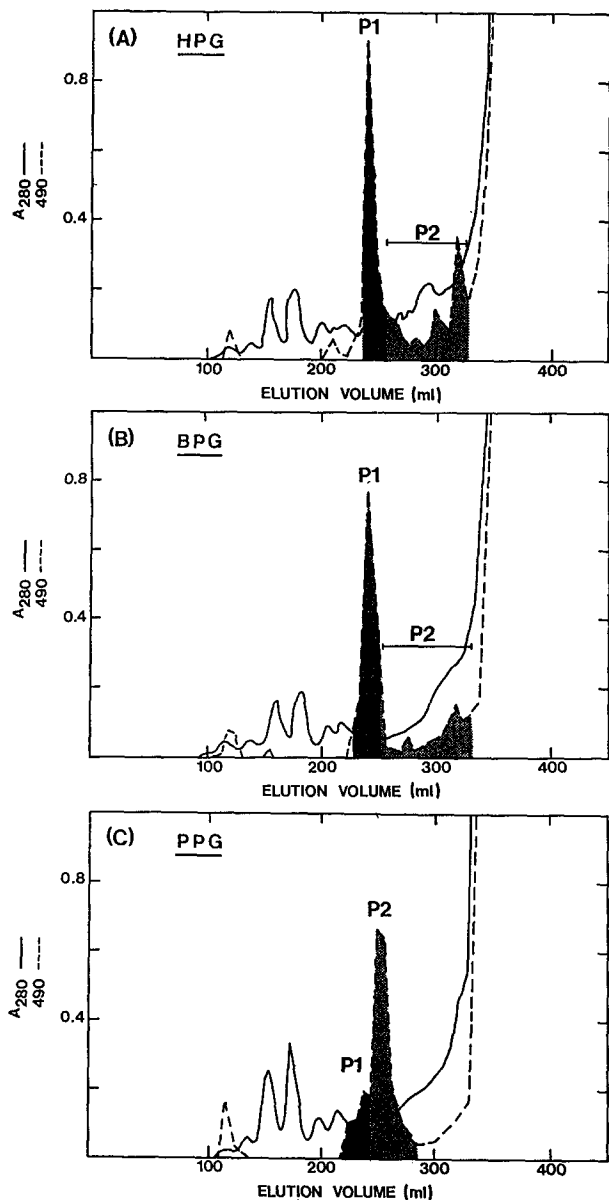 (A)
HPG
P1
P2
0.8
0.4
A280 ——
490 -----
100 200 300 400
ELUTION VOLUME (ml)
(B)
BPG
P1
P2
0.8
0.4
A280 ——
490 -----
100 200 300 400
ELUTION VOLUME (ml)
(C)
PPG
P2
P1
0.8
0.4
A280 ——
490 -----
100 200 300 400
ELUTION VOLUME (ml)